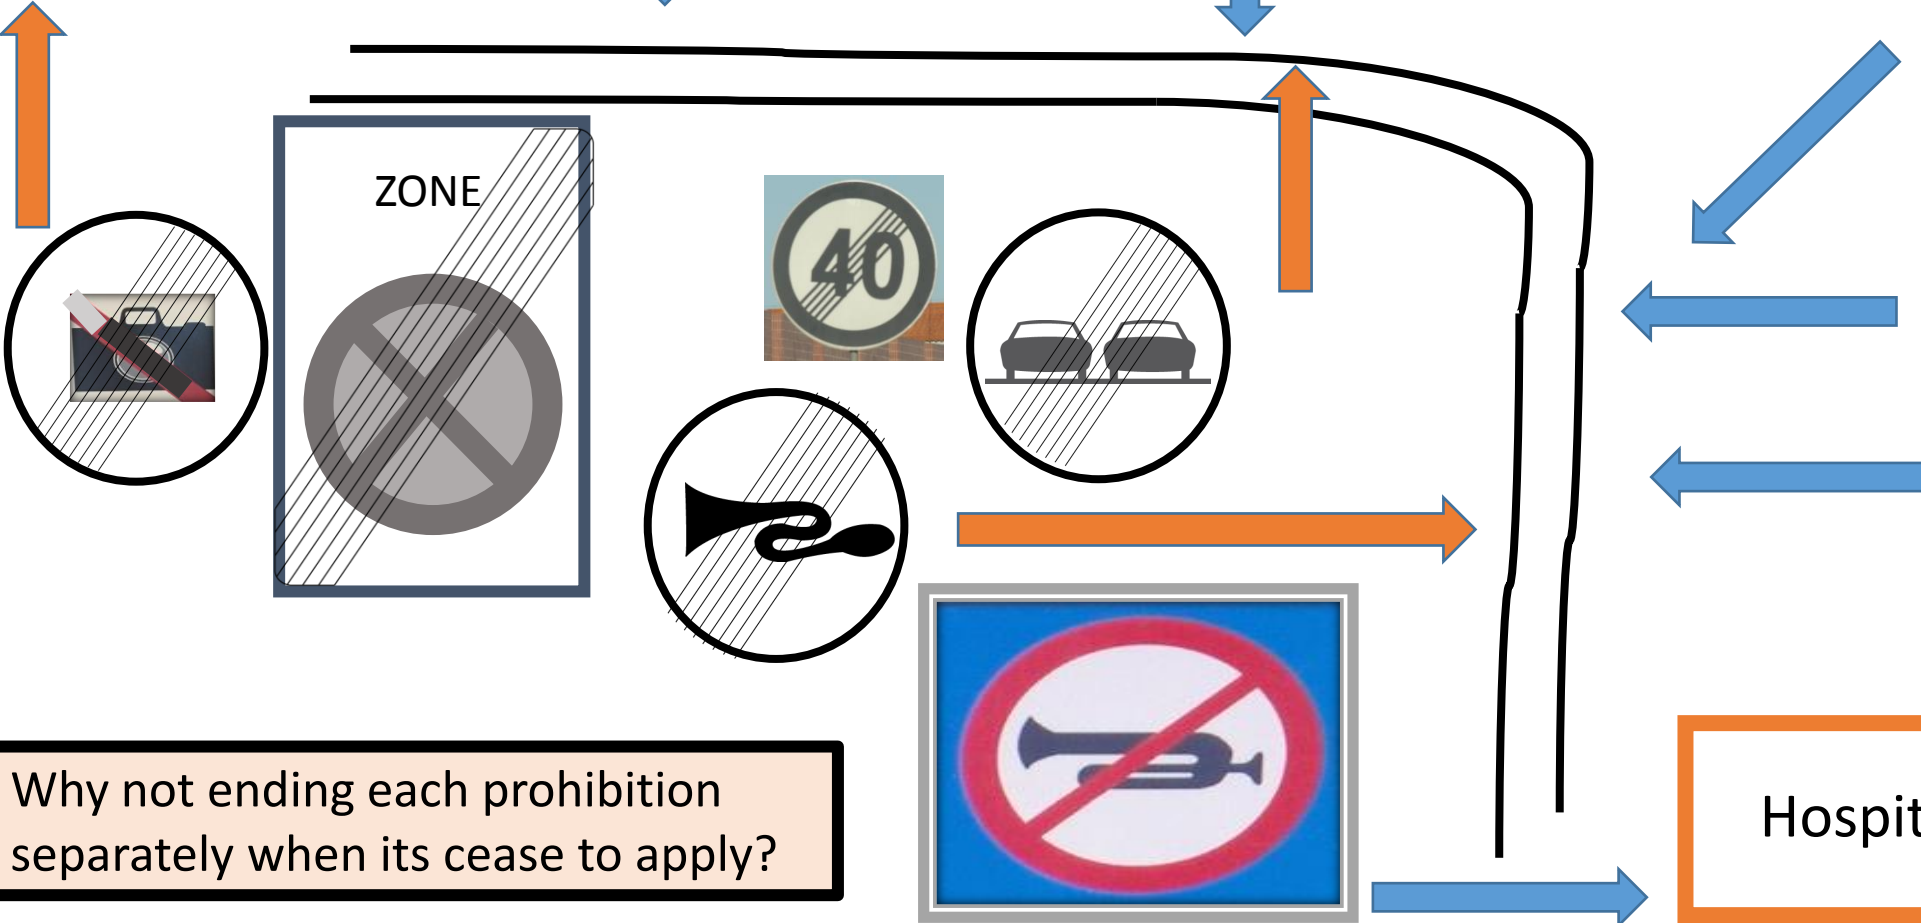 ZONE
40
Why not ending each prohibition
separately when its cease to apply?
Hospit